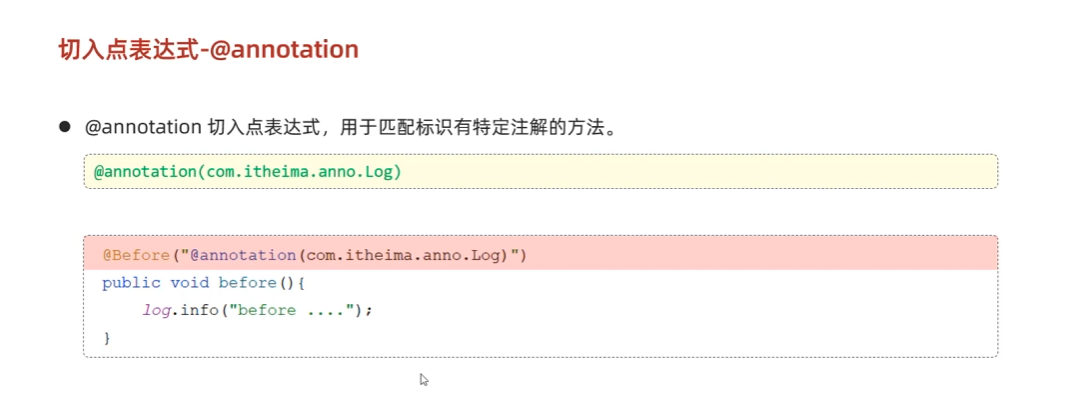 切入点表达式-@annotation
● @annotation 切入点表达式，用于匹配标识有特定注解的方法。
@annotation(com.itheima.anno.Log)
@Before("@annotation(com.itheima.anno.Log)")
public void before(){
    log.info("before ....");
}